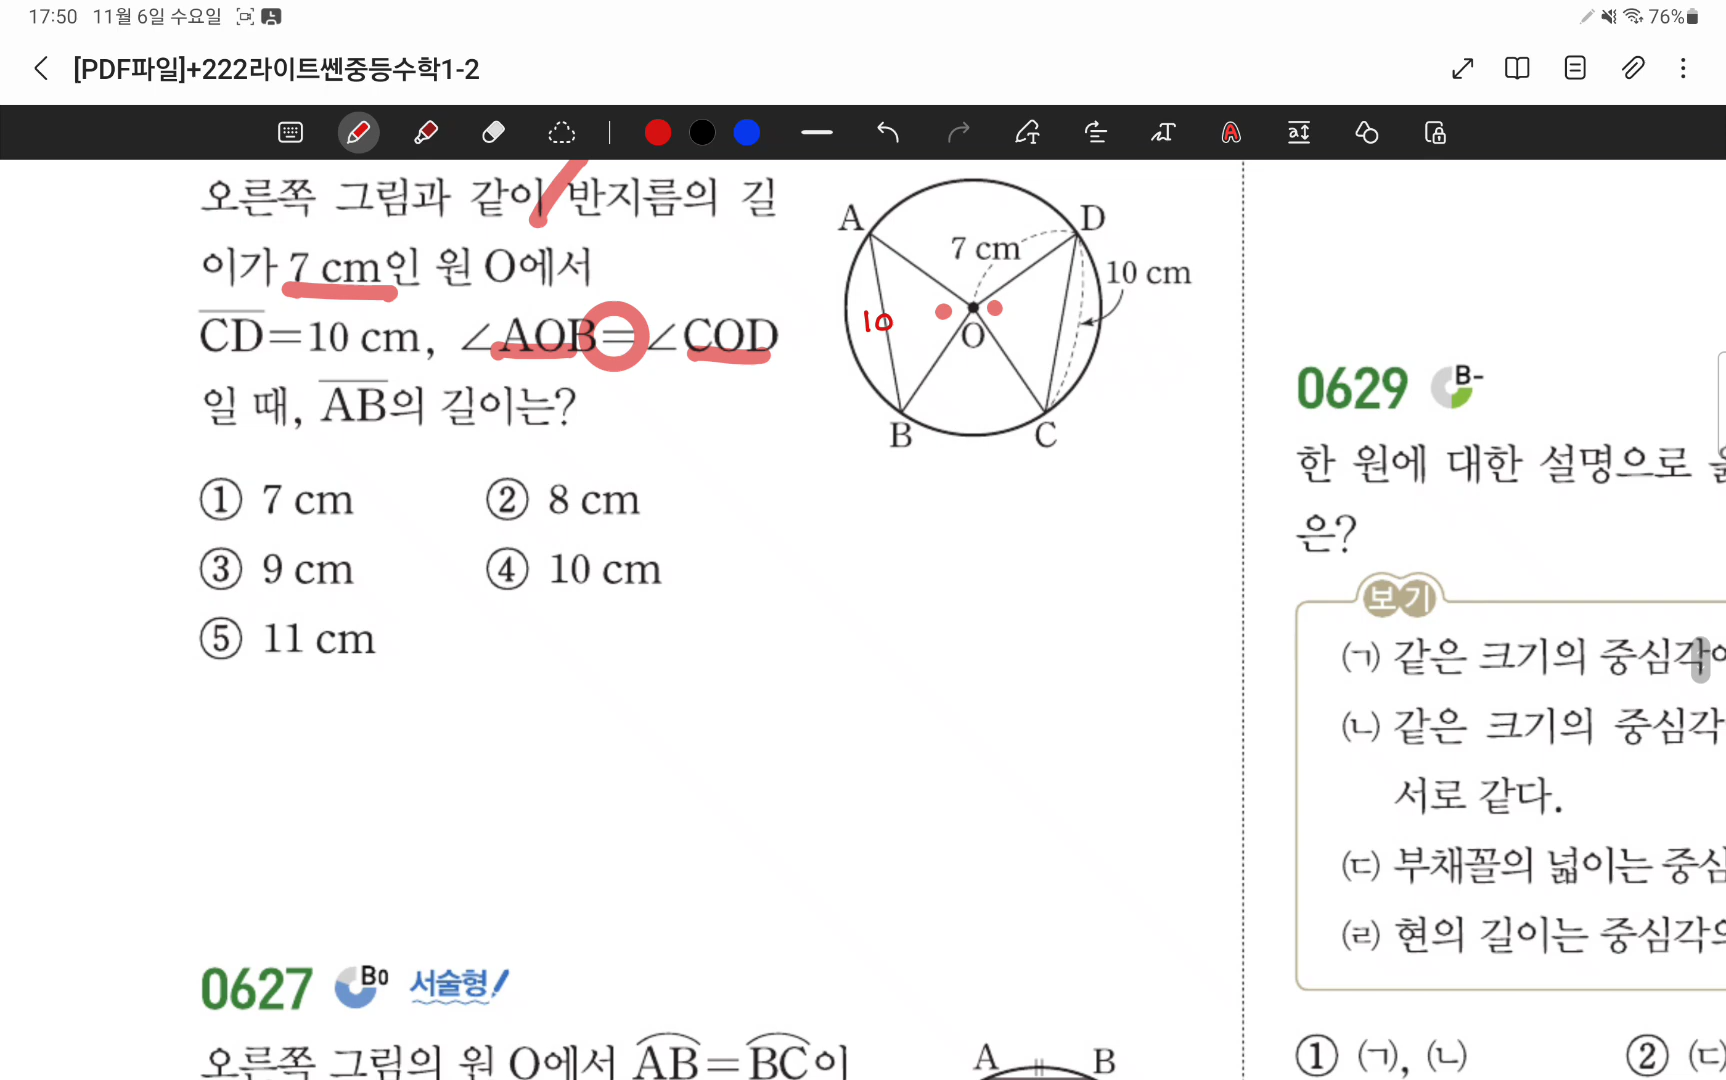 17:50 11월 6일 수요일
76%
[PDF파일]+222라이트쎈중등수학1-2
오른쪽 그림과 같이 반지름의 길
이가 7 cm인 원 O에서
CD=10 cm, ∠AOB=∠COD
일 때, AB의 길이는?
① 7 cm ② 8 cm
③ 9 cm ④ 10 cm
⑤ 11 cm
A
D
7 cm
10 cm
10
O
B
C
0627 B0 서술형!
오른쪽 그림의 원 O에서 AB=BC이
A
B
0629 B-
한 원에 대한 설명으로
은?
보기
(ㄱ) 같은 크기의 중심각
(ㄴ) 같은 크기의 중심각
서로 같다.
(ㄷ) 부채꼴의 넓이는
(ㄹ) 현의 길이는 중심각
① (ㄱ), (ㄴ) ② (ㄷ)